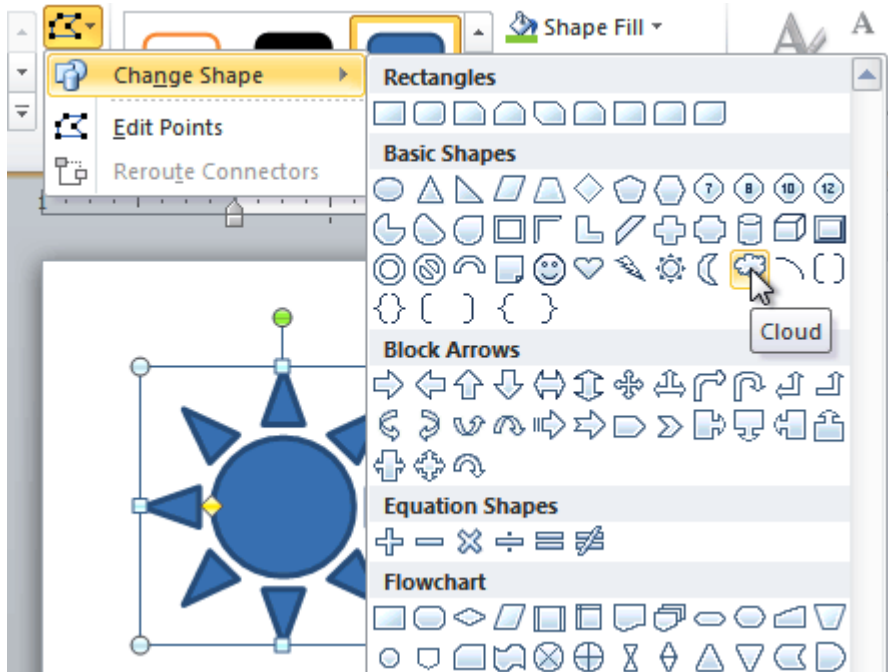 Shape Fill
A
A
Change Shape
Edit Points
Reroute Connectors
Rectangles
Basic Shapes
7 8 10 12
Cloud
Block Arrows
Equation Shapes
Flowchart
1